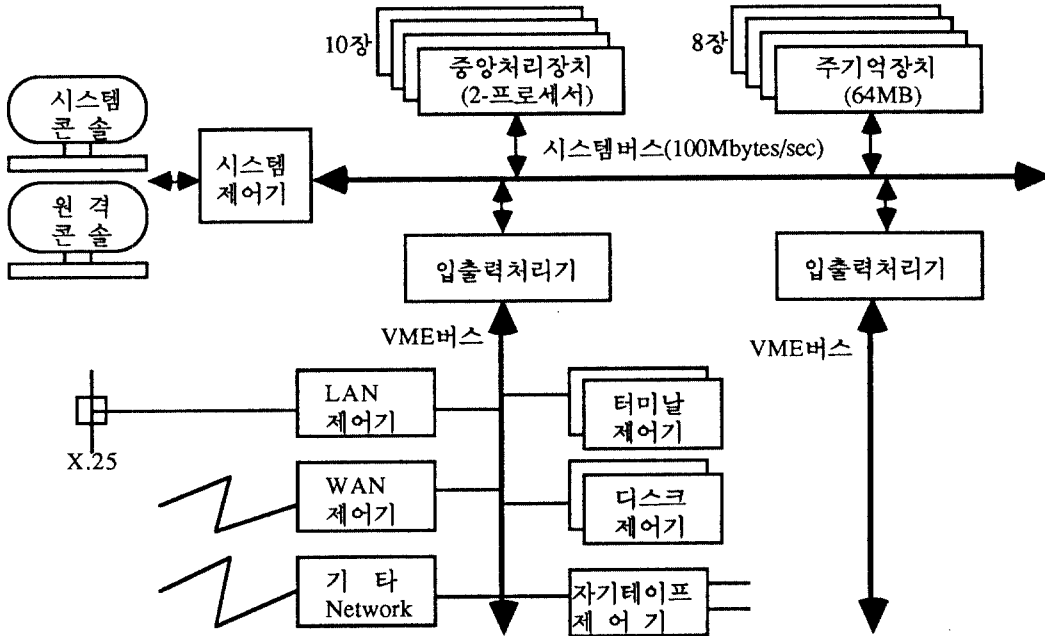 10장
중앙처리장치
(2-프로세서)
8장
주기억장치
(64MB)
시스템
콘 솔
원 격
콘 솔
시스템
제어기
시스템버스(100Mbytes/sec)
입출력처리기
입출력처리기
VME버스
VME버스
LAN
제어기
X.25
터미날
제어기
WAN
제어기
디스크
제어기
기 타
Network
자기테이프
제 어 기